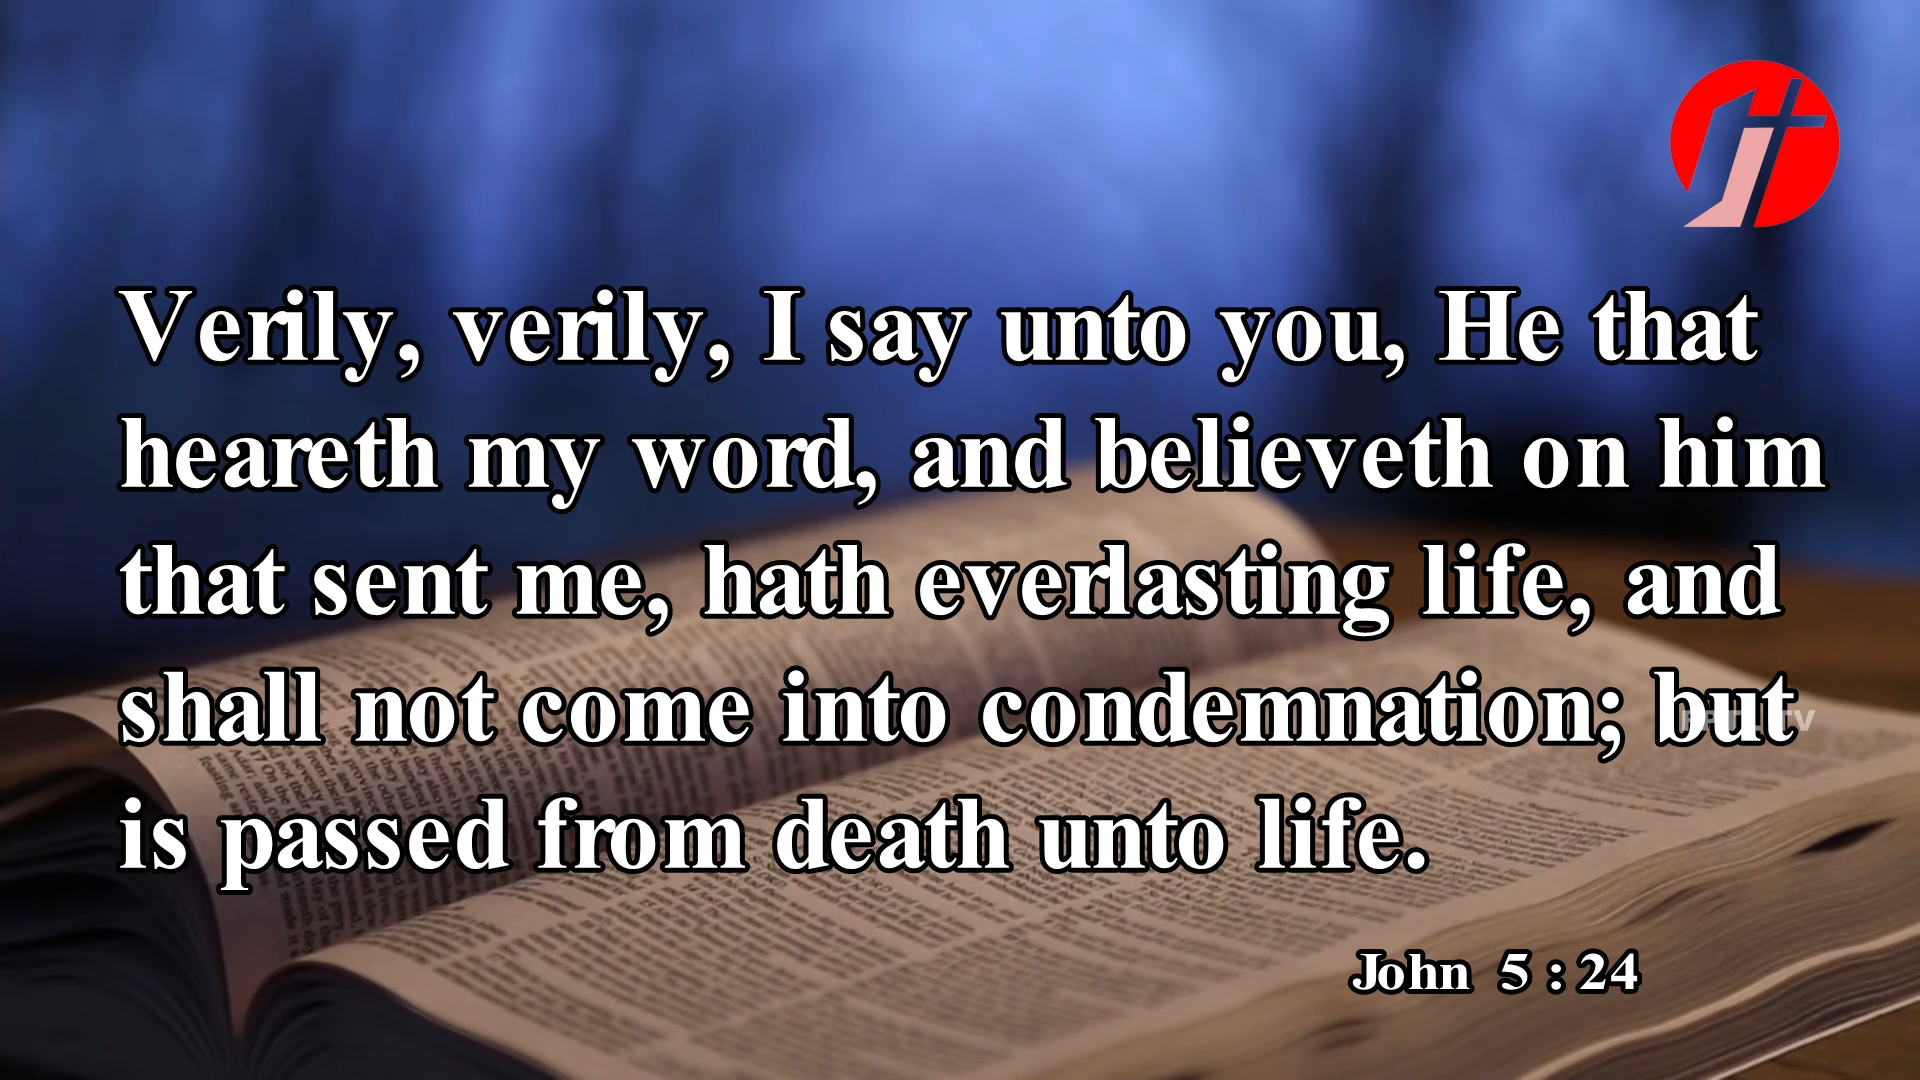 Verily, verily, I say unto you, He that
heareth my word, and believeth on him
that sent me, hath everlasting life, and
shall not come into condemnation; but
is passed from death unto life.
John 5 : 24